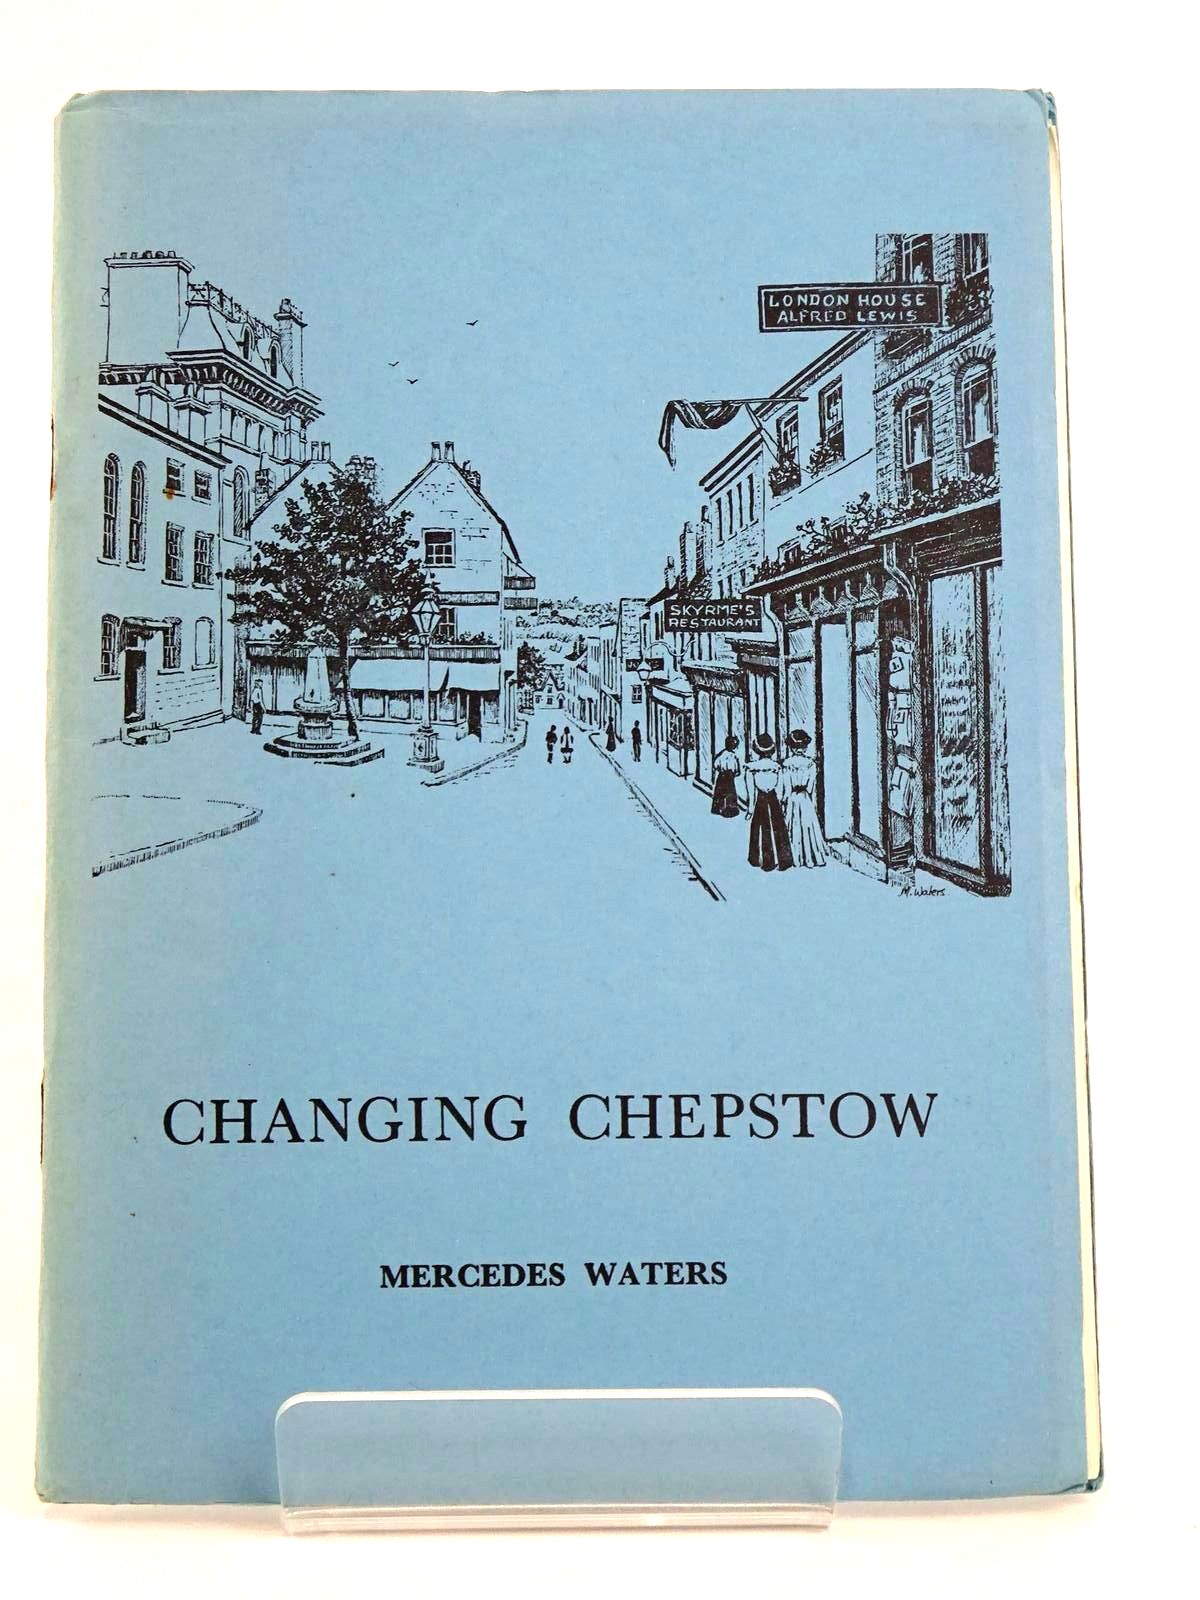 LONDON HOUSE
ALFRED LEWIS
SKYRME'S
RESTAURANT
M. Waters
CHANGING CHEPSTOW
MERCEDES WATERS